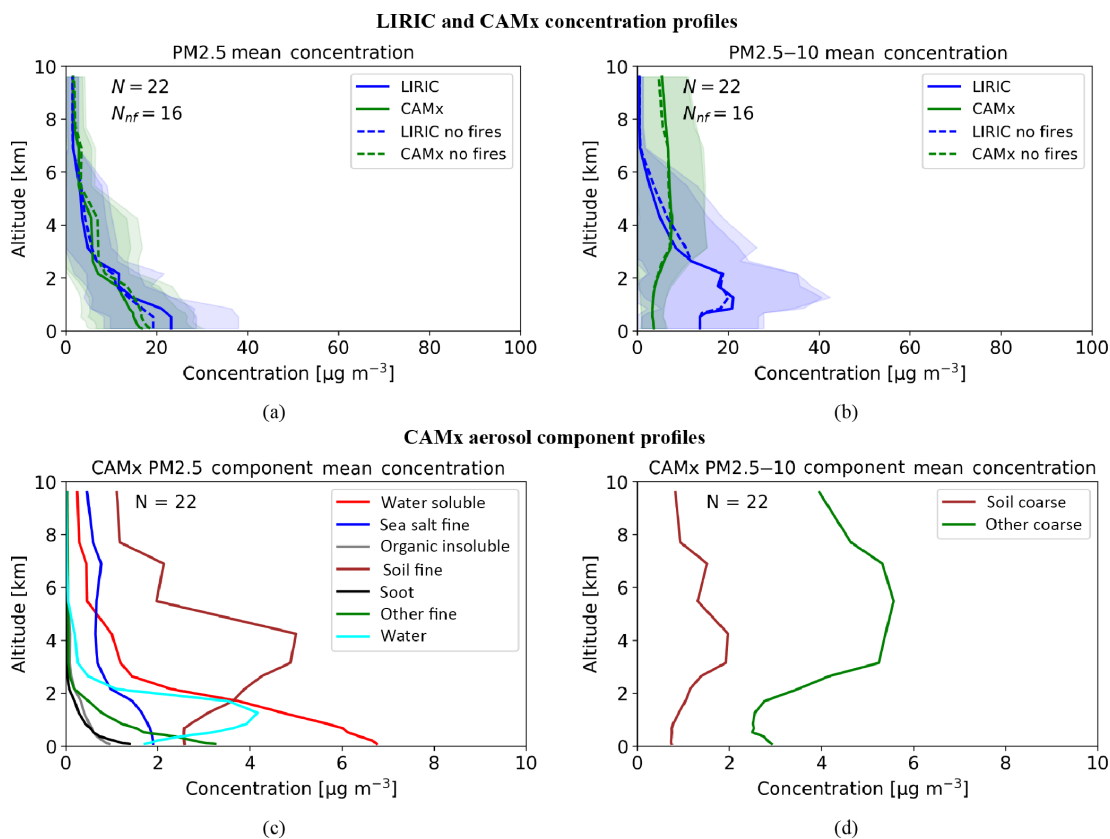 LIRIC and CAMx concentration profiles
PM2.5 mean concentration
PM2.5−10 mean concentration
10
8
6
4
2
0
Altitude [km]
N = 22
Nnf = 16
LIRIC
CAMx
LIRIC no fires
CAMx no fires
0 20 40 60 80 100
Concentration [µg m⁻³]
(a)
10
8
6
4
2
0
Altitude [km]
N = 22
Nnf = 16
LIRIC
CAMx
LIRIC no fires
CAMx no fires
0 20 40 60 80 100
Concentration [µg m⁻³]
(b)
CAMx aerosol component profiles
CAMx PM2.5 component mean concentration
CAMx PM2.5−10 component mean concentration
10
8
6
4
2
0
Altitude [km]
N = 22
Water soluble
Sea salt fine
Organic insoluble
Soil fine
Soot
Other fine
Water
0 2 4 6 8 10
Concentration [µg m⁻³]
(c)
10
8
6
4
2
0
Altitude [km]
N = 22
Soil coarse
Other coarse
0 2 4 6 8 10
Concentration [µg m⁻³]
(d)